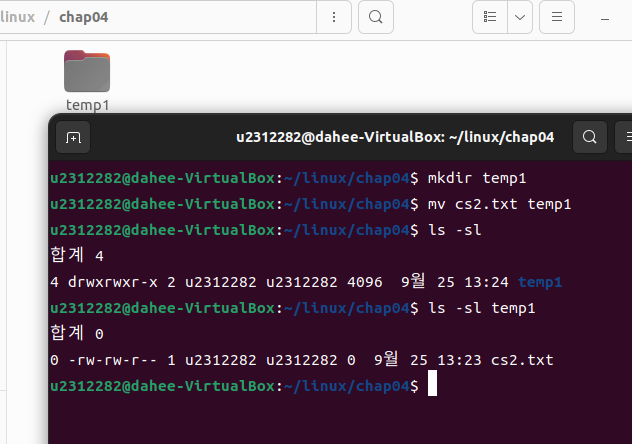 linux / chap04
temp1
u2312282@dahee-VirtualBox: ~/linux/chap04
u2312282@dahee-VirtualBox:~/linux/chap04$ mkdir temp1
u2312282@dahee-VirtualBox:~/linux/chap04$ mv cs2.txt temp1
u2312282@dahee-VirtualBox:~/linux/chap04$ ls -sl
합계 4
4 drwxrwxr-x 2 u2312282 u2312282 4096  9월 25 13:24 temp1
u2312282@dahee-VirtualBox:~/linux/chap04$ ls -sl temp1
합계 0
0 -rw-rw-r-- 1 u2312282 u2312282 0  9월 25 13:23 cs2.txt
u2312282@dahee-VirtualBox:~/linux/chap04$